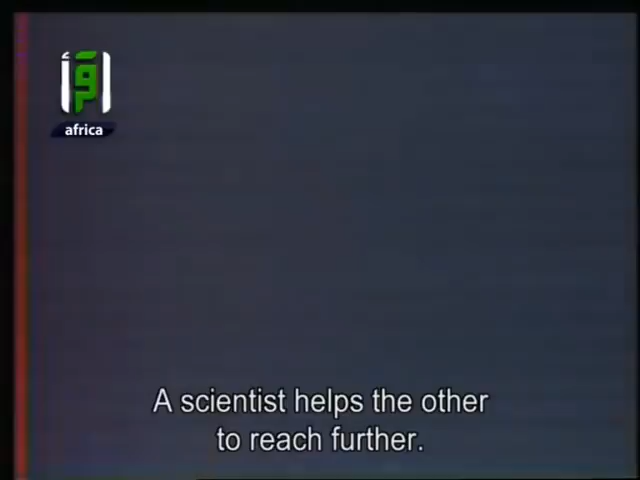 اقرأ
africa
A scientist helps the other
to reach further.